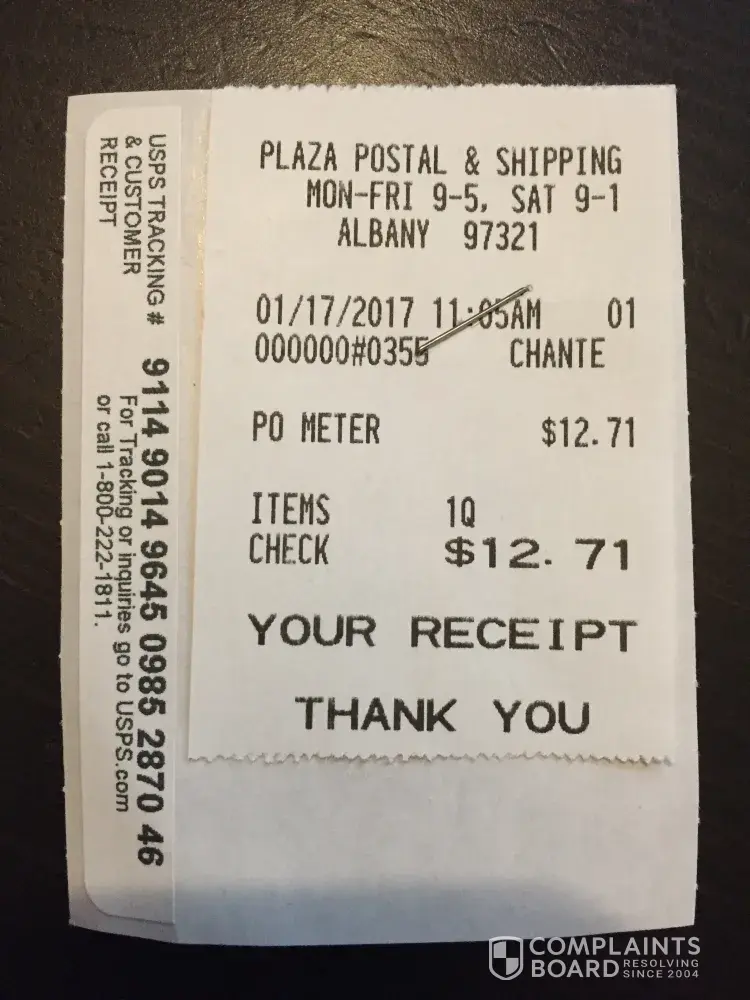 USPS TRACKING #
& CUSTOMER
RECEIPT
9114 9014 9645 0985 2870 46
For Tracking or inquiries go to USPS.com
or call 1-800-222-1811.
PLAZA POSTAL & SHIPPING
MON-FRI 9-5, SAT 9-1
ALBANY 97321
01/17/2017 11:05AM 01
000000#0355 CHANTE
PO METER $12.71
ITEMS 1Q
CHECK $12.71
YOUR RECEIPT
THANK YOU
COMPLAINTS
BOARD RESOLVING
SINCE 2004